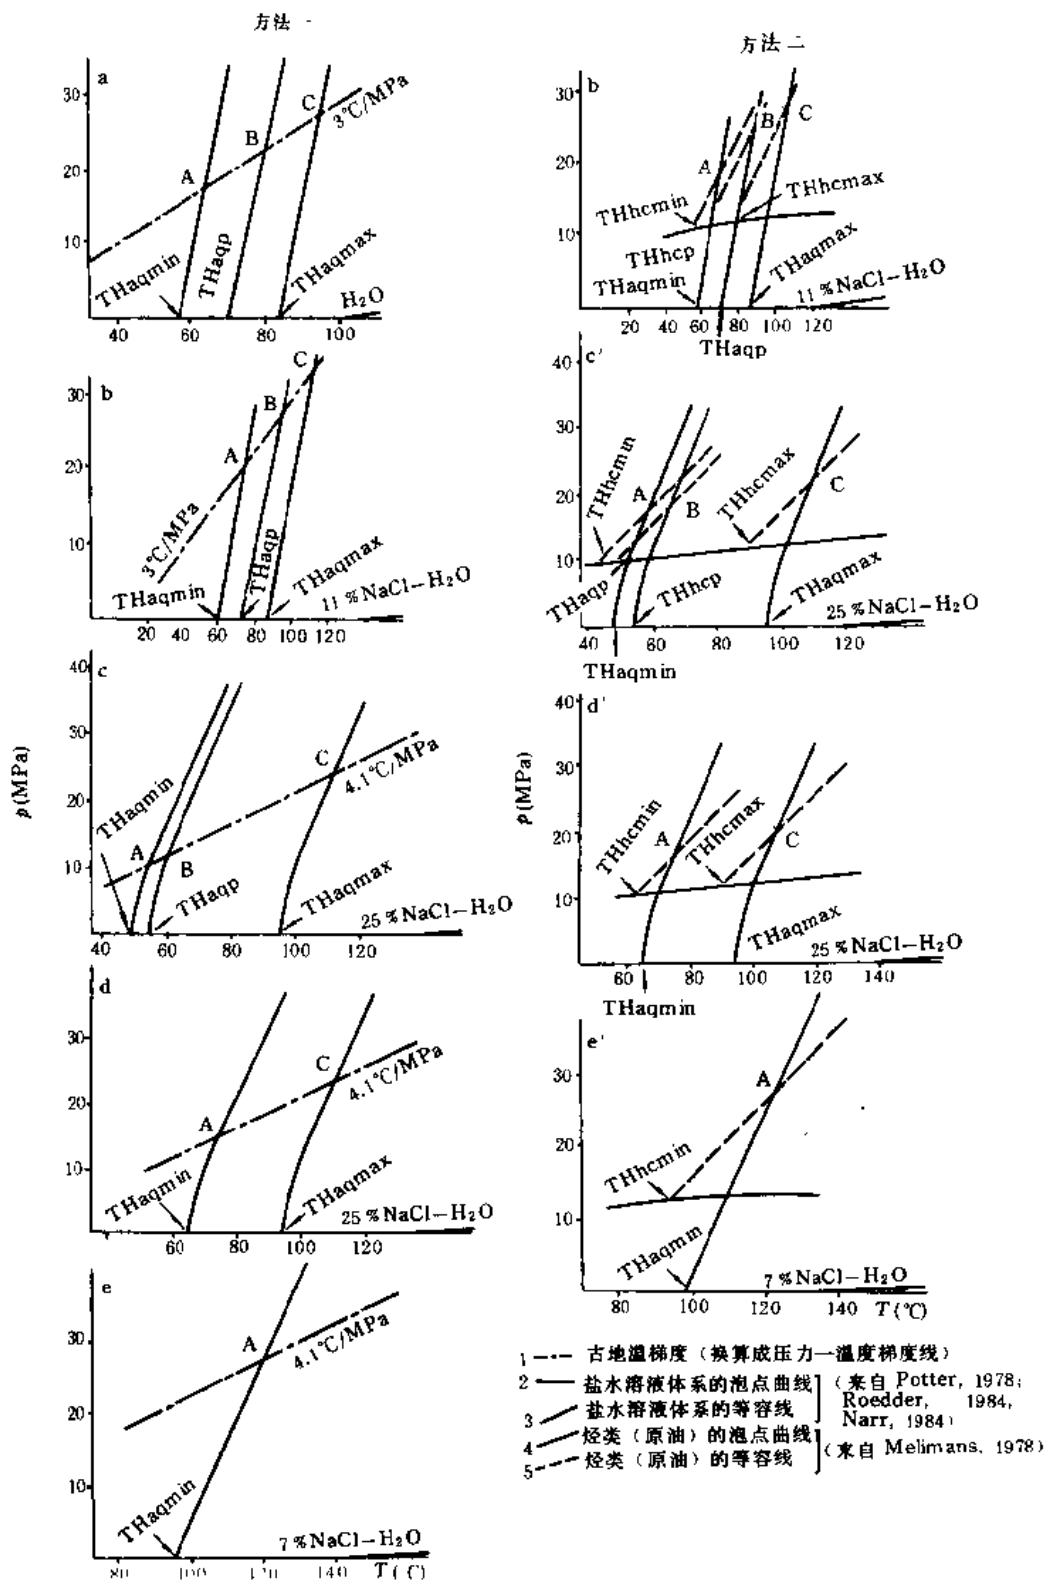 方法一
a
30
20
10
A
B
C
3℃/MPa
THaqmin
THaqp
THaqmax
H₂O
40
60
80
100
b
30
20
10
A
B
C
3℃/MPa
THaqmin
THaqp
THaqmax
11%NaCl-H₂O
20
40
60
80
100
120
p(MPa)
c
40
30
20
10
THaqmin
A
B
C
4.1℃/MPa
THaqp
THaqmax
25%NaCl-H₂O
40
60
80
100
120
d
30
20
10
A
C
4.1℃/MPa
THaqmin
THaqmax
25%NaCl-H₂O
60
80
100
120
e
30
20
10
A
4.1℃/MPa
THaqmin
7%NaCl-H₂O
80
100
120
140
T(℃)
方法二
b
30
20
10
A
B
C
THhcmin
THhcmax
THhcp
THaqmin
THaqmax
11%NaCl-H₂O
20
40
60
80
100
120
THaqp
c'
40
30
20
10
THhcmin
A
B
THhcmax
C
THaqp
THhcp
THaqmax
25%NaCl-H₂O
40
60
80
100
120
THaqmin
p(MPa)
d'
40
30
20
10
THhcmin
A
THhcmax
C
THaqmax
25%NaCl-H₂O
60
80
100
120
140
THaqmin
e'
30
20
10
A
THhcmin
THaqmin
7%NaCl-H₂O
80
100
120
140
T(℃)
1 古地温梯度（换算成压力—温度梯度线）
2 盐水溶液体系的泡点曲线 （来自 Potter, 1978;
3 盐水溶液体系的等容线 Roedder, 1984,
Narr, 1984）
4 烃类（原油）的泡点曲线
5 烃类（原油）的等容线 （来自 Melimans, 1978）